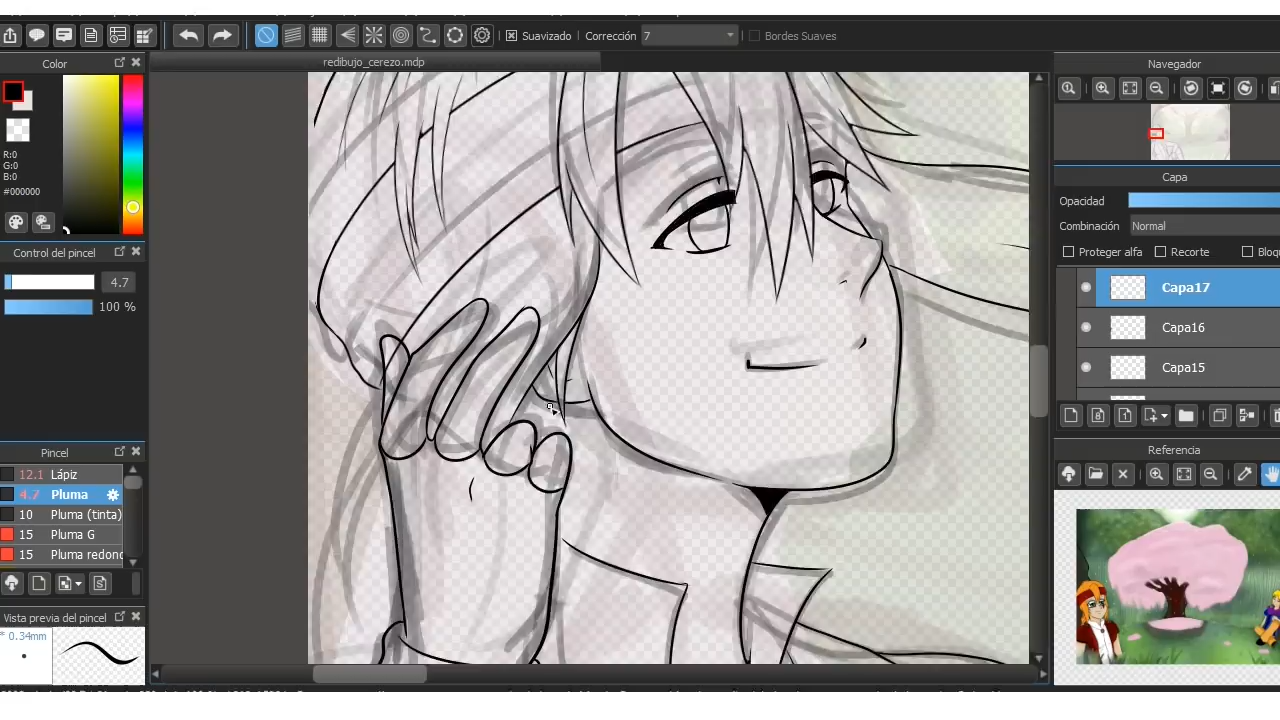 Suavizado Corrección 7 Bordes Suaves
Color
redibujo_cerezo.mdp
Navegador
R:0
G:0
B:0
#000000
Capa
Opacidad
Combinación Normal
Proteger alfa Recorte Bloqu
Control del pincel
4.7
100 %
Capa17
Capa16
Capa15
Pincel
12.1 Lápiz
4.7 Pluma
10 Pluma (tinta)
15 Pluma G
15 Pluma redond
Referencia
Vista previa del pincel
* 0.34mm